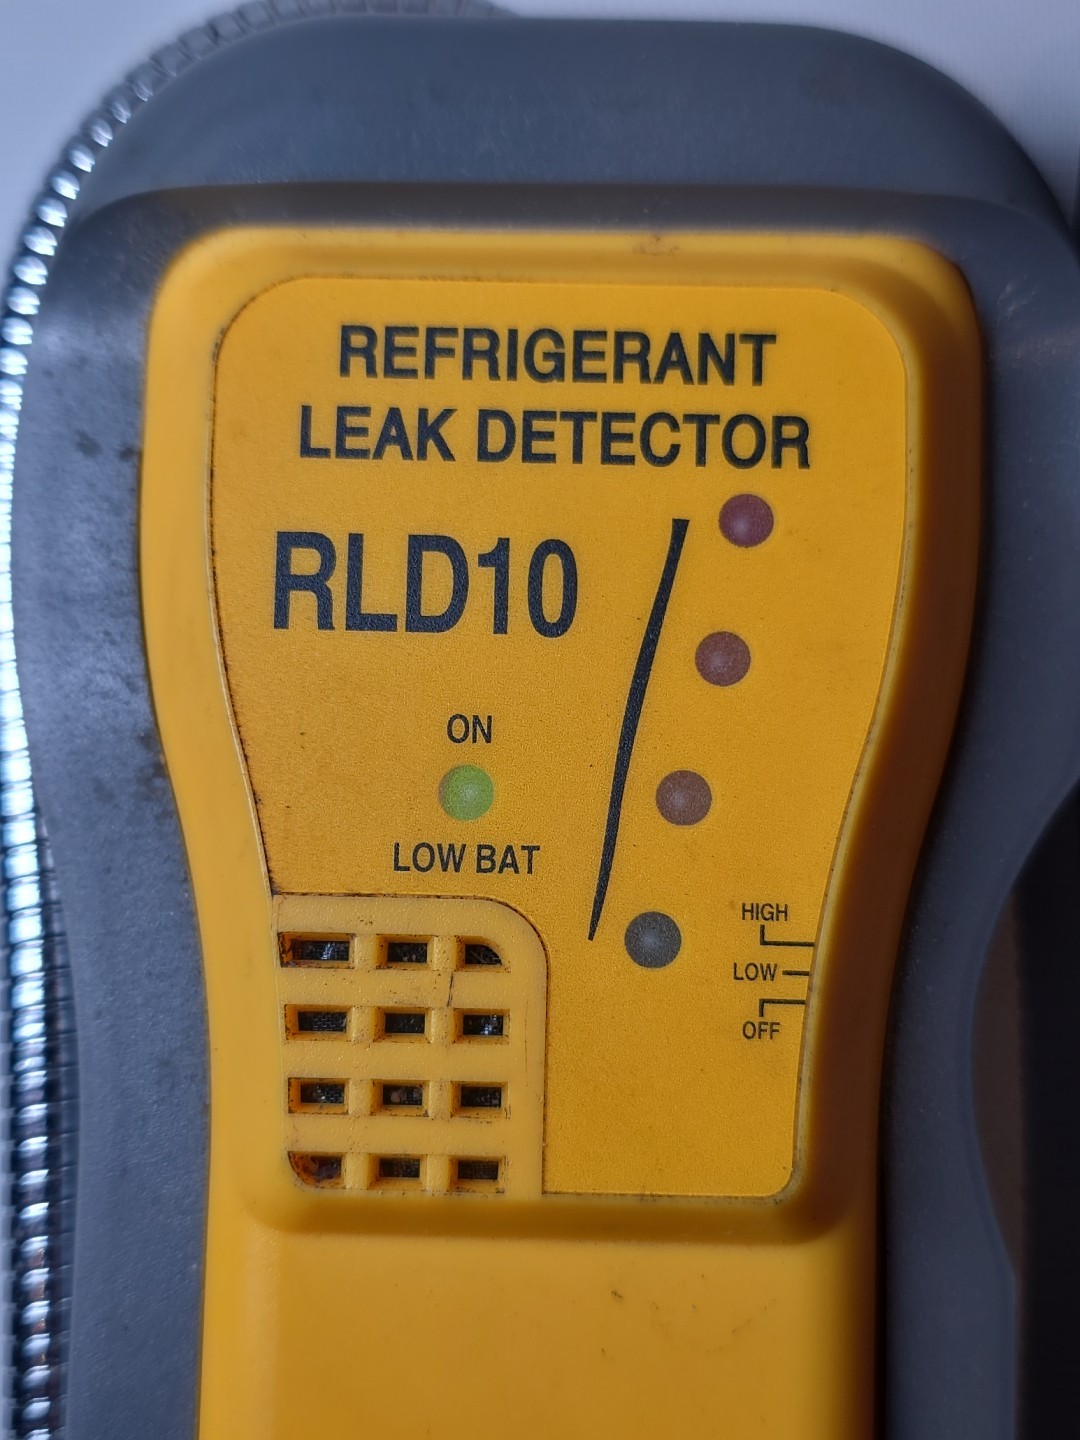 REFRIGERANT
LEAK DETECTOR
RLD10
ON
LOW BAT
HIGH
LOW
OFF